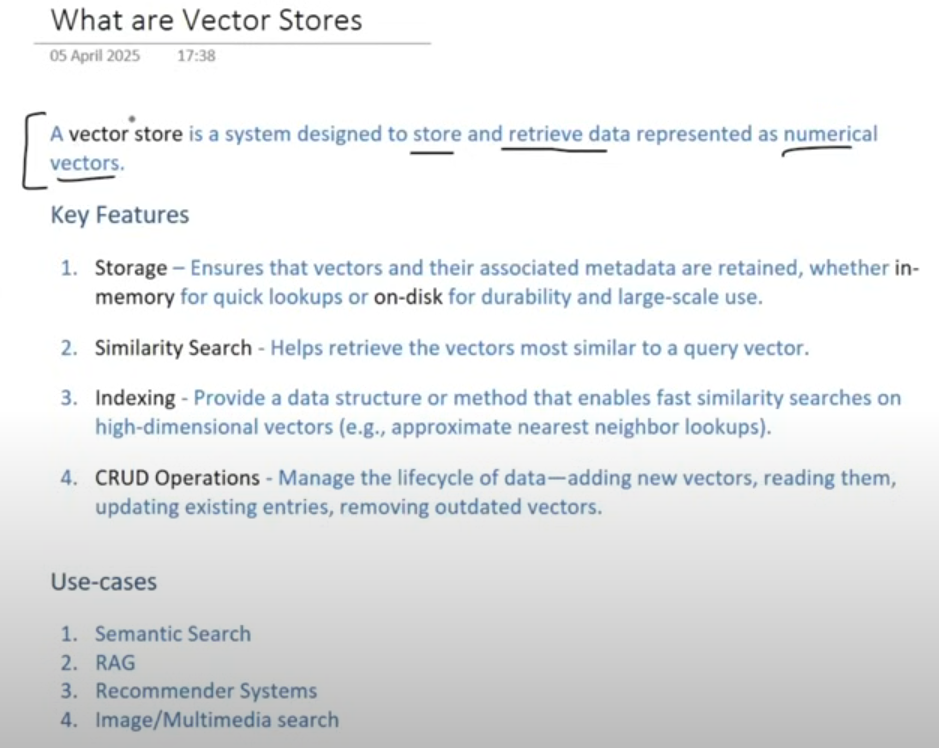 What are Vector Stores
05 April 2025 17:38
A vector store is a system designed to store and retrieve data represented as numerical
vectors.
Key Features
1. Storage – Ensures that vectors and their associated metadata are retained, whether in-
memory for quick lookups or on-disk for durability and large-scale use.
2. Similarity Search - Helps retrieve the vectors most similar to a query vector.
3. Indexing - Provide a data structure or method that enables fast similarity searches on
high-dimensional vectors (e.g., approximate nearest neighbor lookups).
4. CRUD Operations - Manage the lifecycle of data—adding new vectors, reading them,
updating existing entries, removing outdated vectors.
Use-cases
1. Semantic Search
2. RAG
3. Recommender Systems
4. Image/Multimedia search